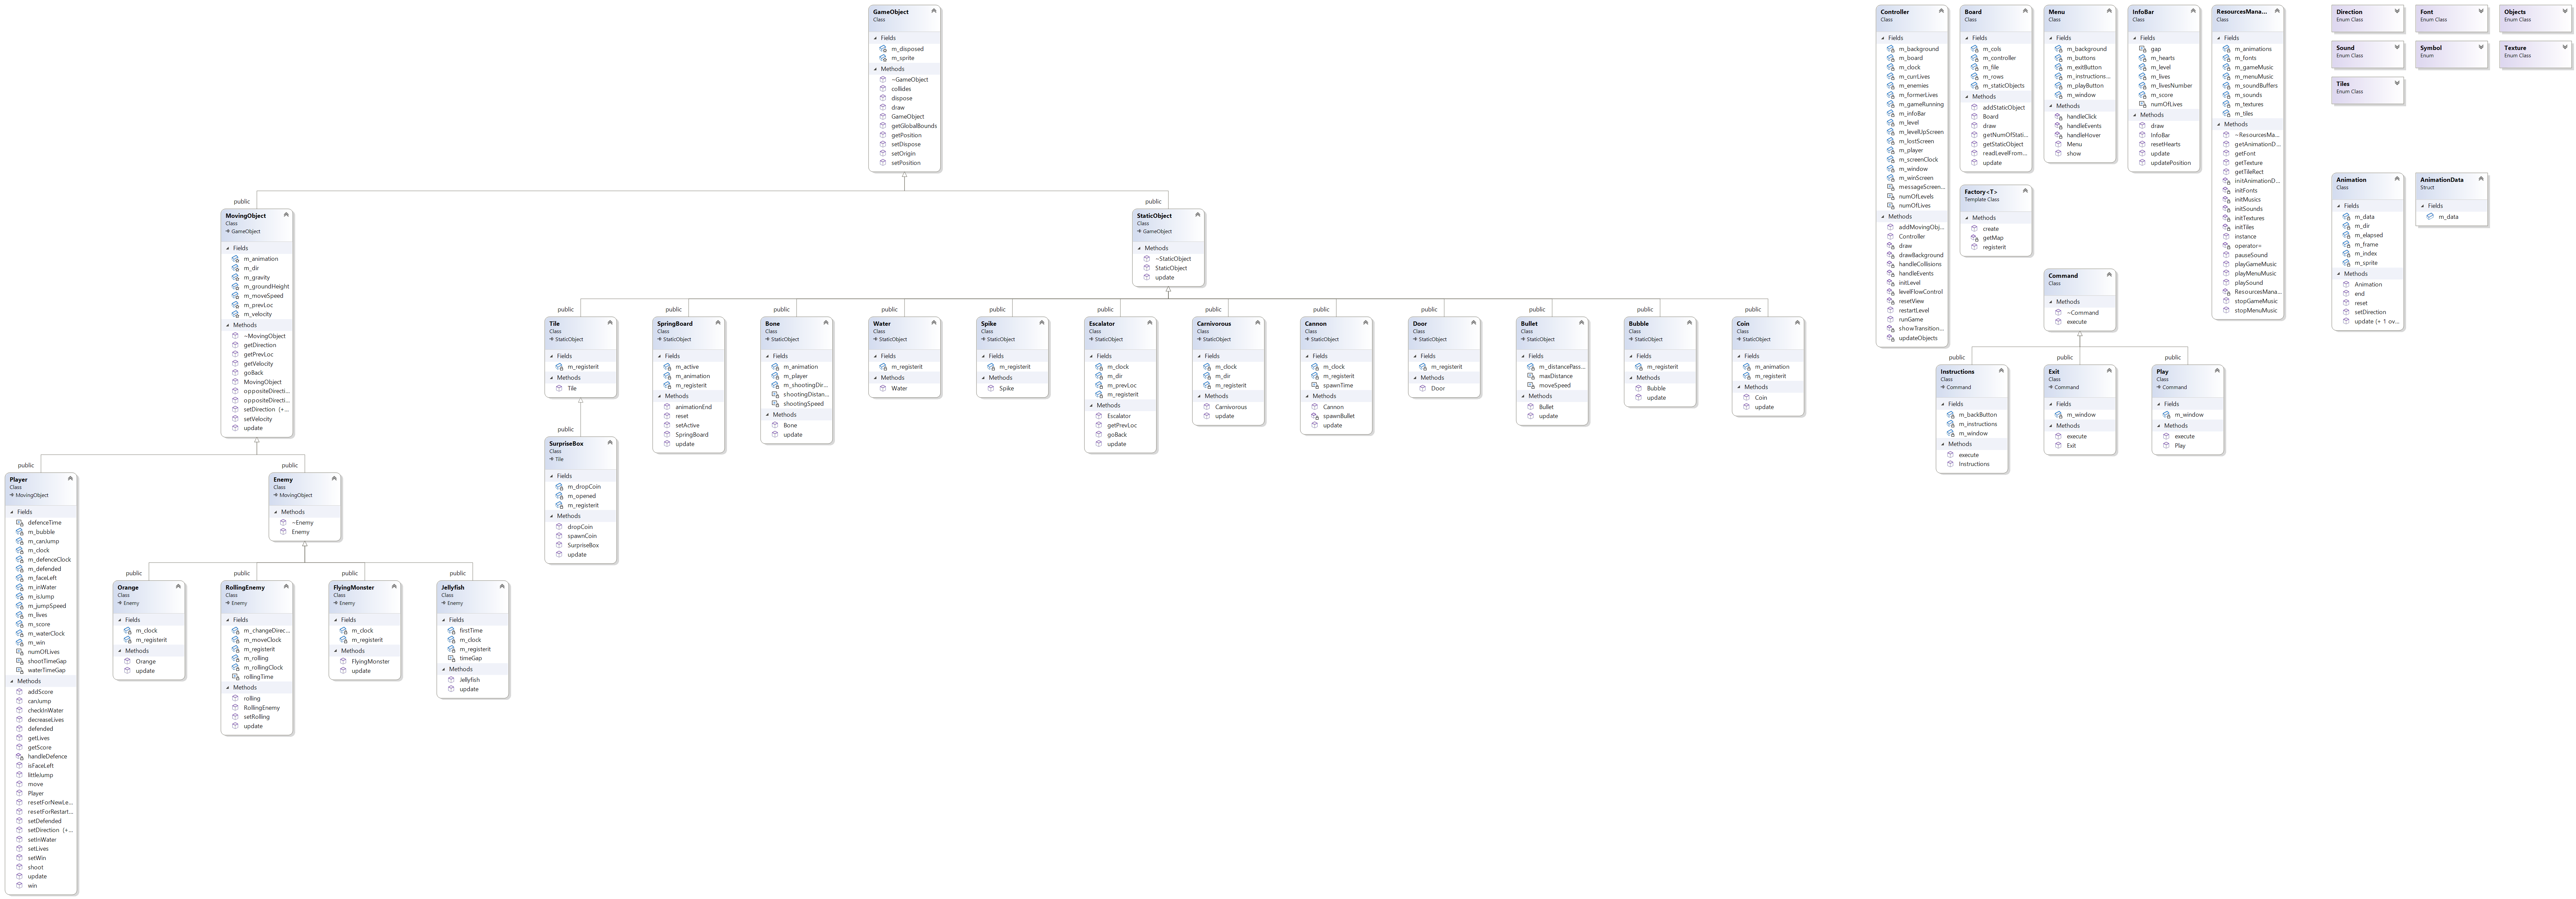 GameObject
Class
Fields
m_disposed
m_sprite
Methods
~GameObject
collides
dispose
draw
GameObject
getGlobalBounds
getPosition
setDispose
setOrigin
setPosition
public
MovingObject
Class
GameObject
Fields
m_animation
m_dir
m_gravity
m_groundHeight
m_moveSpeed
m_prevLoc
m_velocity
Methods
~MovingObject
getDirection
getPrevLoc
getVelocity
goBack
MovingObject
oppositeDirecti...
oppositeDirecti...
setDirection (+...
setVelocity
update
public
StaticObject
Class
GameObject
Methods
~StaticObject
StaticObject
update
public
Player
Class
MovingObject
Fields
defenceTime
m_bubble
m_canJump
m_clock
m_defenceClock
m_defended
m_faceLeft
m_inWater
m_isJump
m_jumpSpeed
m_lives
m_score
m_waterClock
m_win
numOfLives
shootTimeGap
waterTimeGap
Methods
addScore
canJump
checkInWater
decreaseLives
defended
getLives
getScore
handleDefence
isFaceLeft
littleJump
move
Player
resetForNewLe...
resetForRestart...
setDefended
setDirection (+...
setInWater
setLives
setWin
shoot
update
win
public
Enemy
Class
MovingObject
Methods
~Enemy
Enemy
public
Orange
Class
Enemy
Fields
m_clock
m_registerit
Methods
Orange
update
public
RollingEnemy
Class
Enemy
Fields
m_changeDirec...
m_moveClock
m_registerit
m_rolling
m_rollingClock
rollingTime
Methods
rolling
RollingEnemy
setRolling
update
public
FlyingMonster
Class
Enemy
Fields
m_clock
m_registerit
Methods
FlyingMonster
update
public
Jellyfish
Class
Enemy
Fields
firstTime
m_clock
m_registerit
timeGap
Methods
Jellyfish
update
public
Tile
Class
StaticObject
Fields
m_registerit
Methods
Tile
public
SurpriseBox
Class
Tile
Fields
m_dropCoin
m_opened
m_registerit
Methods
dropCoin
spawnCoin
SurpriseBox
update
public
SpringBoard
Class
StaticObject
Fields
m_active
m_animation
m_registerit
Methods
animationEnd
reset
setActive
SpringBoard
update
public
Bone
Class
StaticObject
Fields
m_animation
m_player
m_shootingDir...
shootingDistan...
shootingSpeed
Methods
Bone
update
public
Water
Class
StaticObject
Fields
m_registerit
Methods
Water
public
Spike
Class
StaticObject
Fields
m_registerit
Methods
Spike
public
Escalator
Class
StaticObject
Fields
m_clock
m_dir
m_prevLoc
m_registerit
Methods
Escalator
getPrevLoc
goBack
update
public
Carnivorous
Class
StaticObject
Fields
m_clock
m_dir
m_registerit
Methods
Carnivorous
update
public
Cannon
Class
StaticObject
Fields
m_clock
m_registerit
spawnTime
Methods
Cannon
spawnBullet
update
public
Door
Class
StaticObject
Fields
m_registerit
Methods
Door
public
Bullet
Class
StaticObject
Fields
m_distancePass...
maxDistance
moveSpeed
Methods
Bullet
update
public
Bubble
Class
StaticObject
Fields
m_registerit
Methods
Bubble
update
public
Coin
Class
StaticObject
Fields
m_animation
m_registerit
Methods
Coin
update
Controller
Class
Fields
m_background
m_board
m_clock
m_currLives
m_enemies
m_formerLives
m_gameRunning
m_infoBar
m_level
m_levelUpScreen
m_lostScreen
m_player
m_screenClock
m_window
m_winScreen
messageScreen...
numOfLevels
numOfLives
Methods
addMovingObj...
Controller
draw
drawBackground
handleCollisions
handleEvents
initLevel
levelFlowControl
resetView
restartLevel
runGame
showTransition...
updateObjects
Board
Class
Fields
m_cols
m_controller
m_file
m_rows
m_staticObjects
Methods
addStaticObject
Board
draw
getNumOfStati...
getStaticObject
readLevelFrom...
update
Factory<T>
Template Class
Methods
create
getMap
registerit
Menu
Class
Fields
m_background
m_buttons
m_exitButton
m_instructions...
m_playButton
m_window
Methods
handleClick
handleEvents
handleHover
Menu
show
Command
Class
Methods
~Command
execute
public
Instructions
Class
Command
Fields
m_backButton
m_instructions
m_window
Methods
execute
Instructions
public
Exit
Class
Command
Fields
m_window
Methods
execute
Exit
public
Play
Class
Command
Fields
m_window
Methods
execute
Play
InfoBar
Class
Fields
gap
m_hearts
m_level
m_lives
m_livesNumber
m_score
numOfLives
Methods
draw
InfoBar
resetHearts
update
updatePosition
ResourcesMana...
Class
Fields
m_animations
m_fonts
m_gameMusic
m_menuMusic
m_soundBuffers
m_sounds
m_textures
m_tiles
Methods
~ResourcesMa...
getAnimationD...
getFont
getTexture
getTileRect
initAnimationD...
initFonts
initMusics
initSounds
initTextures
initTiles
instance
operator=
pauseSound
playGameMusic
playMenuMusic
playSound
ResourcesMana...
stopGameMusic
stopMenuMusic
Direction
Enum Class
Font
Enum Class
Objects
Enum Class
Sound
Enum Class
Symbol
Enum
Texture
Enum Class
Tiles
Enum Class
Animation
Class
Fields
m_data
m_dir
m_elapsed
m_frame
m_index
m_sprite
Methods
Animation
end
reset
setDirection
update (+ 1 ov...
AnimationData
Struct
Fields
m_data